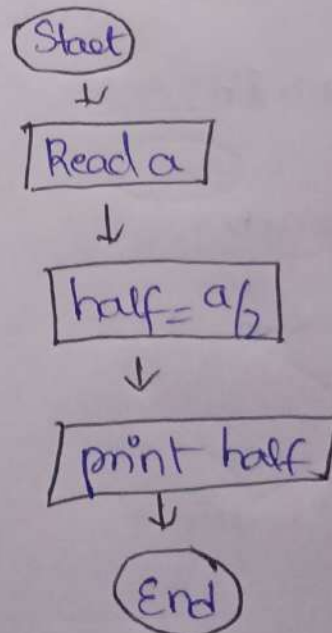 Start
Read a
half = a/2
print half
End